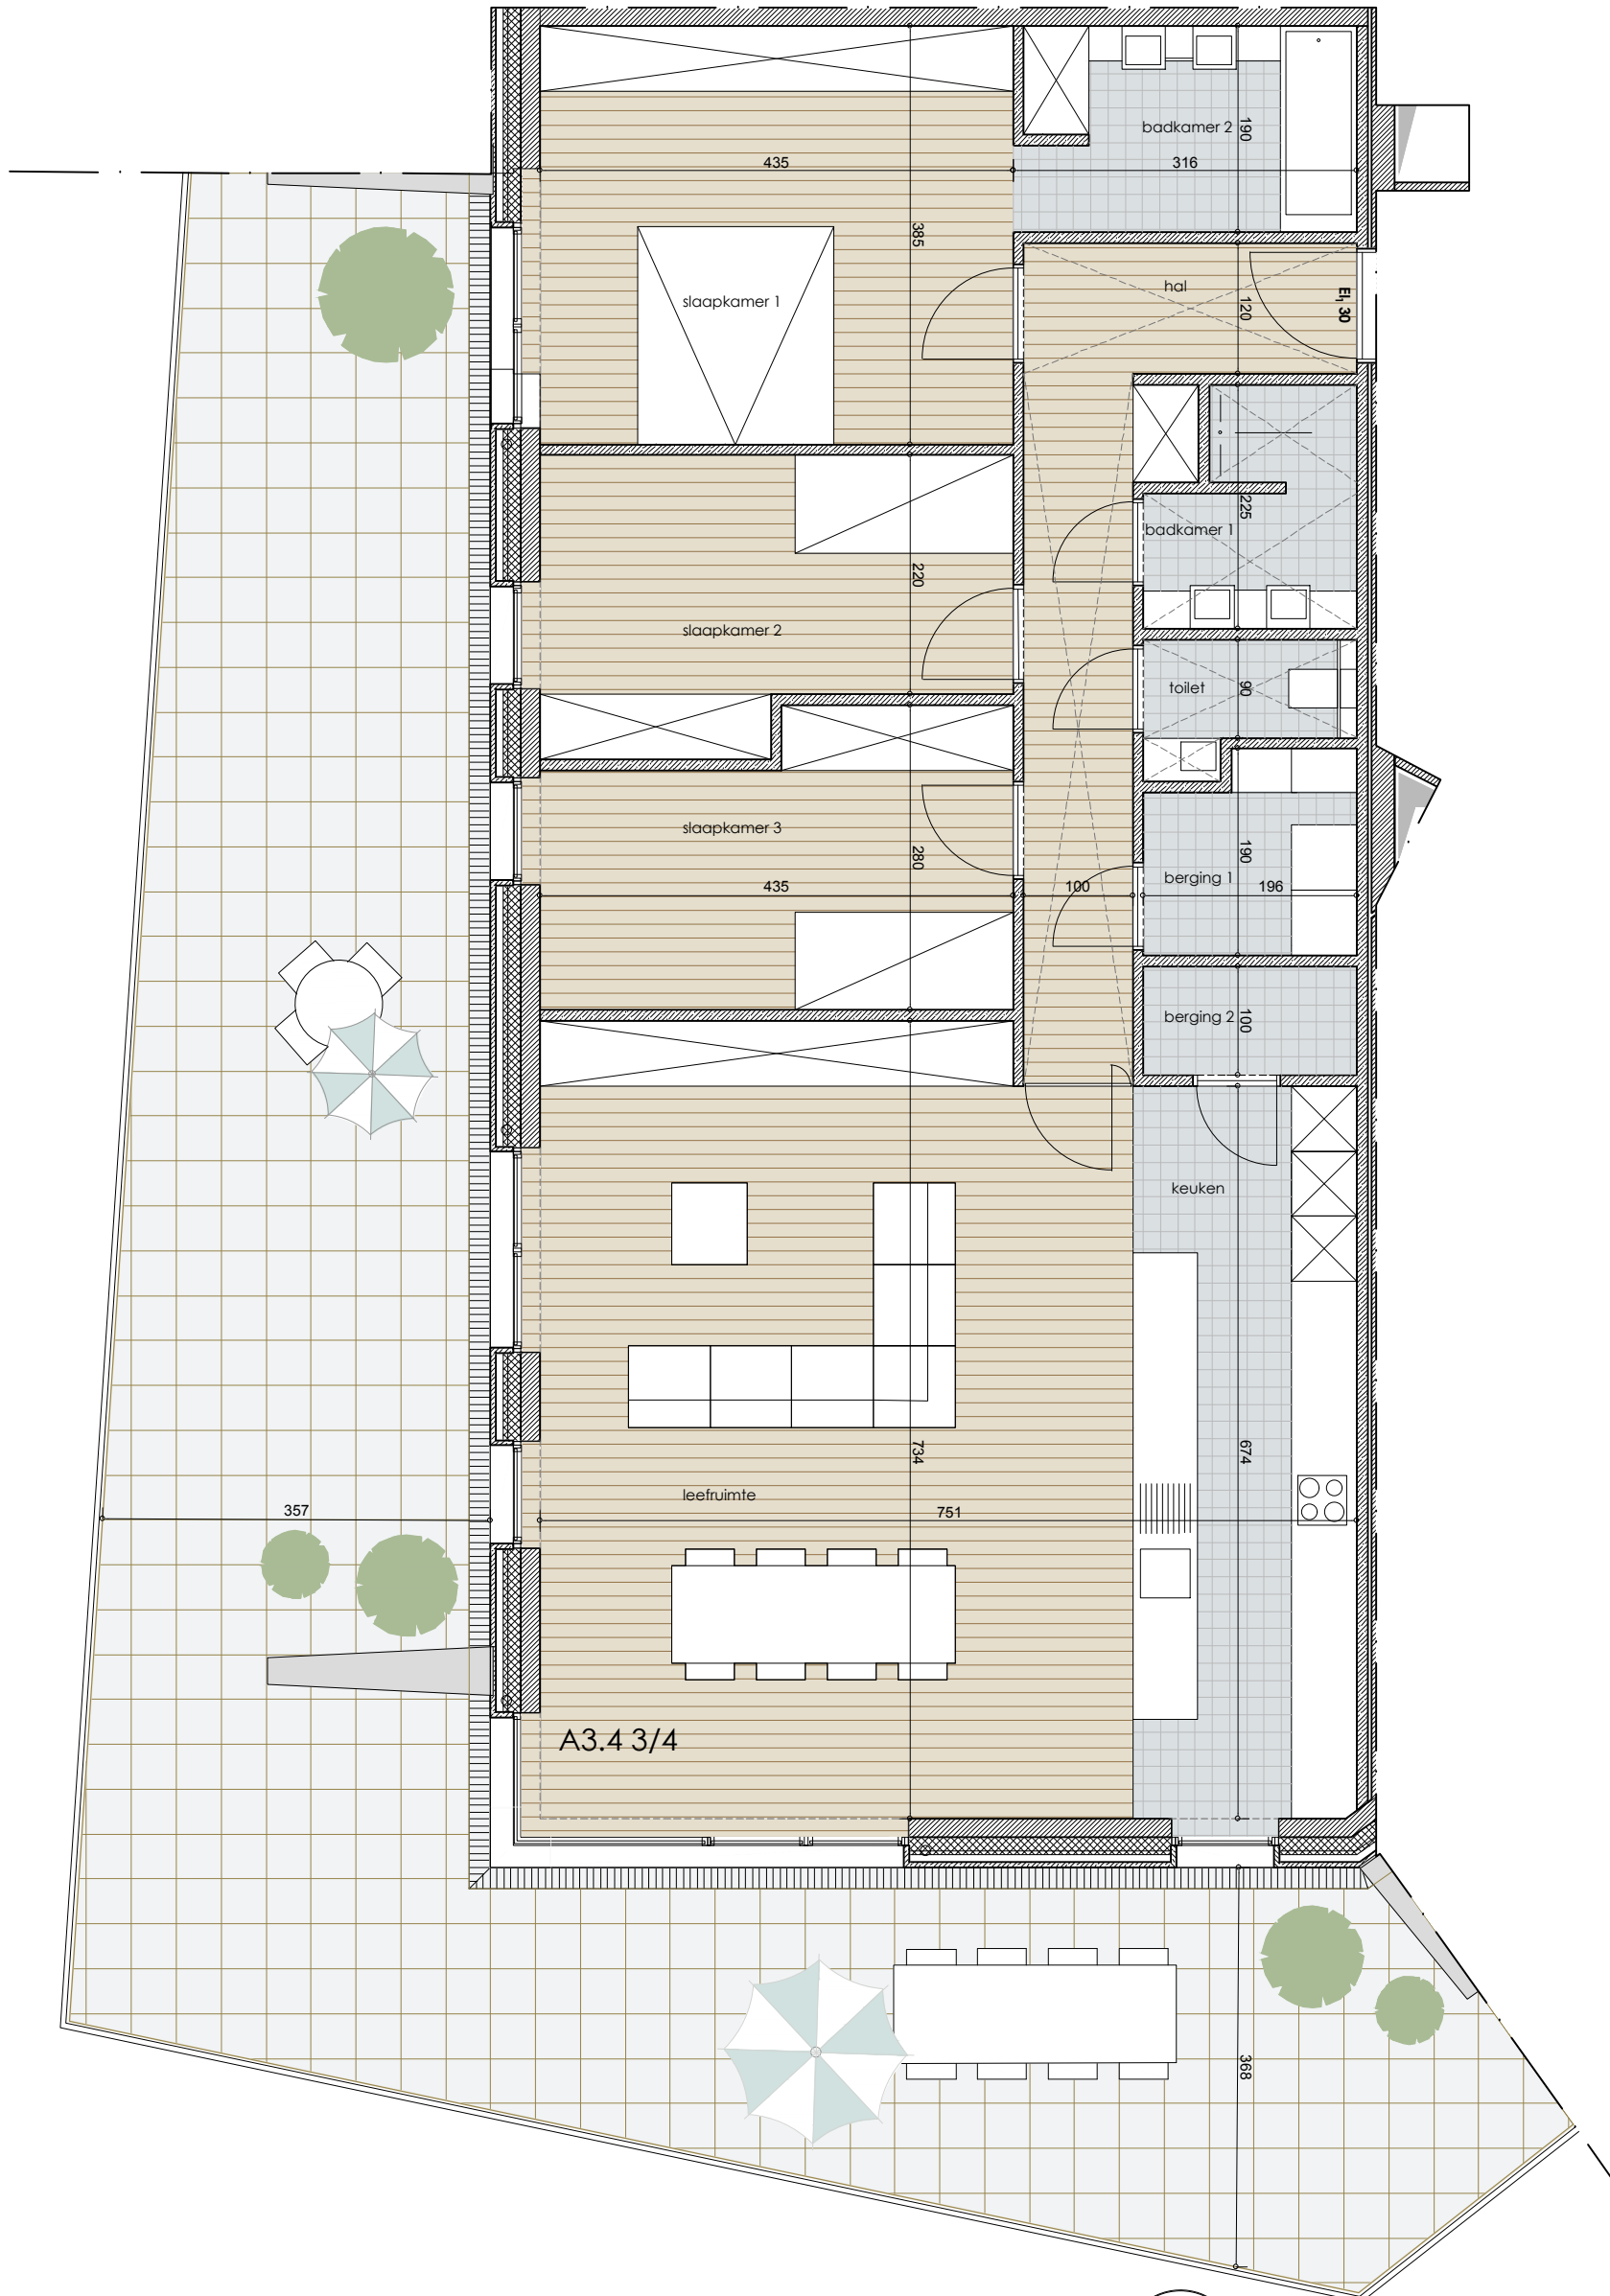 badkamer 2
190
435
316
385
slaapkamer 1
hal
120
EI₁ 30
225
badkamer 1
220
slaapkamer 2
toilet
90
slaapkamer 3
280
190
berging 1
435
100
196
berging 2
100
keuken
734
674
leefruimte
357
751
A3.4 3/4
368